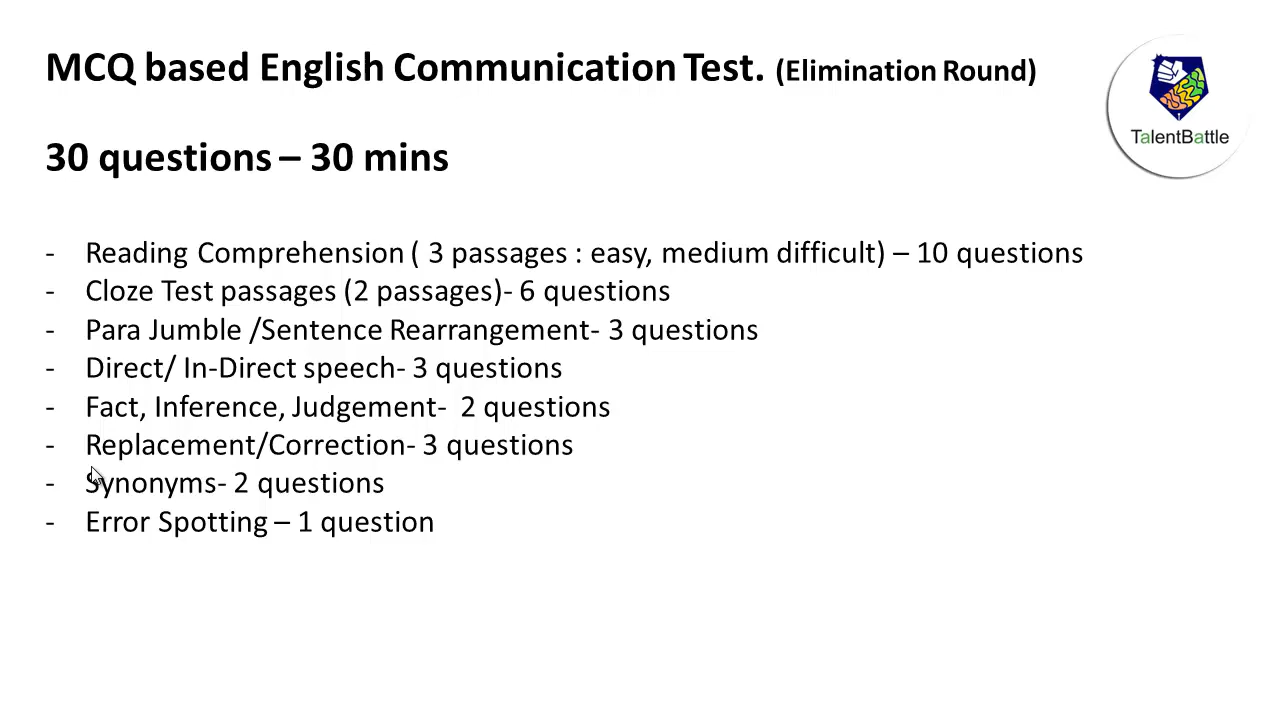 MCQ based English Communication Test. (Elimination Round)
TalentBattle
30 questions – 30 mins
- Reading Comprehension ( 3 passages : easy, medium difficult) – 10 questions
- Cloze Test passages (2 passages)- 6 questions
- Para Jumble /Sentence Rearrangement- 3 questions
- Direct/ In-Direct speech- 3 questions
- Fact, Inference, Judgement-  2 questions
- Replacement/Correction- 3 questions
- Synonyms- 2 questions
- Error Spotting – 1 question